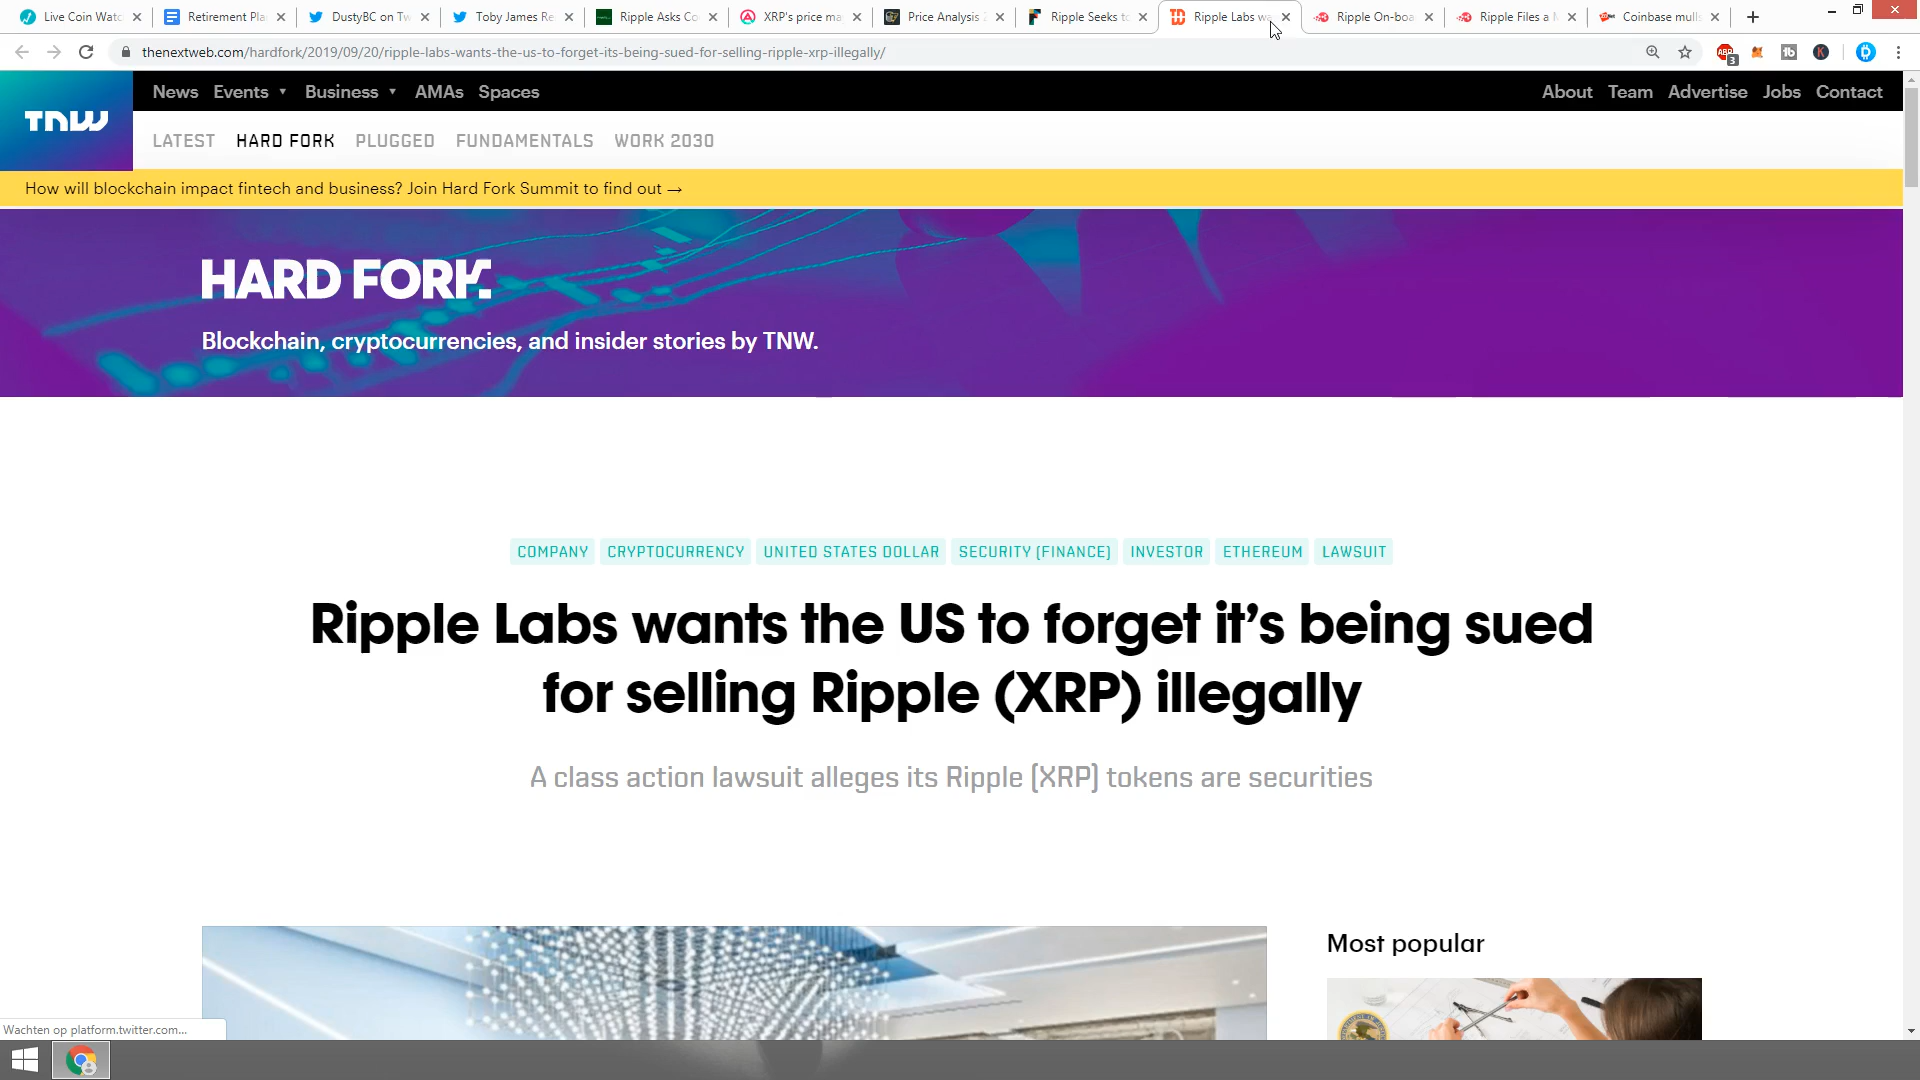 Live Coin Watc
Retirement Pla
DustyBC on Tw
Toby James Re
Ripple Asks Co
XRP's price ma
Price Analysis 2
Ripple Seeks to
Ripple Labs wa
Ripple On-boa
Ripple Files a M
Coinbase mulls
thenextweb.com/hardfork/2019/09/20/ripple-labs-wants-the-us-to-forget-its-being-sued-for-selling-ripple-xrp-illegally/
ABP
3
TNW
News Events Business AMAs Spaces
About Team Advertise Jobs Contact
LATEST HARD FORK PLUGGED FUNDAMENTALS WORK 2030
How will blockchain impact fintech and business? Join Hard Fork Summit to find out →
HARD FORK.
Blockchain, cryptocurrencies, and insider stories by TNW.
COMPANY CRYPTOCURRENCY UNITED STATES DOLLAR SECURITY (FINANCE) INVESTOR ETHEREUM LAWSUIT
Ripple Labs wants the US to forget it’s being sued
for selling Ripple (XRP) illegally
A class action lawsuit alleges its Ripple (XRP) tokens are securities
Most popular
Wachten op platform.twitter.com...